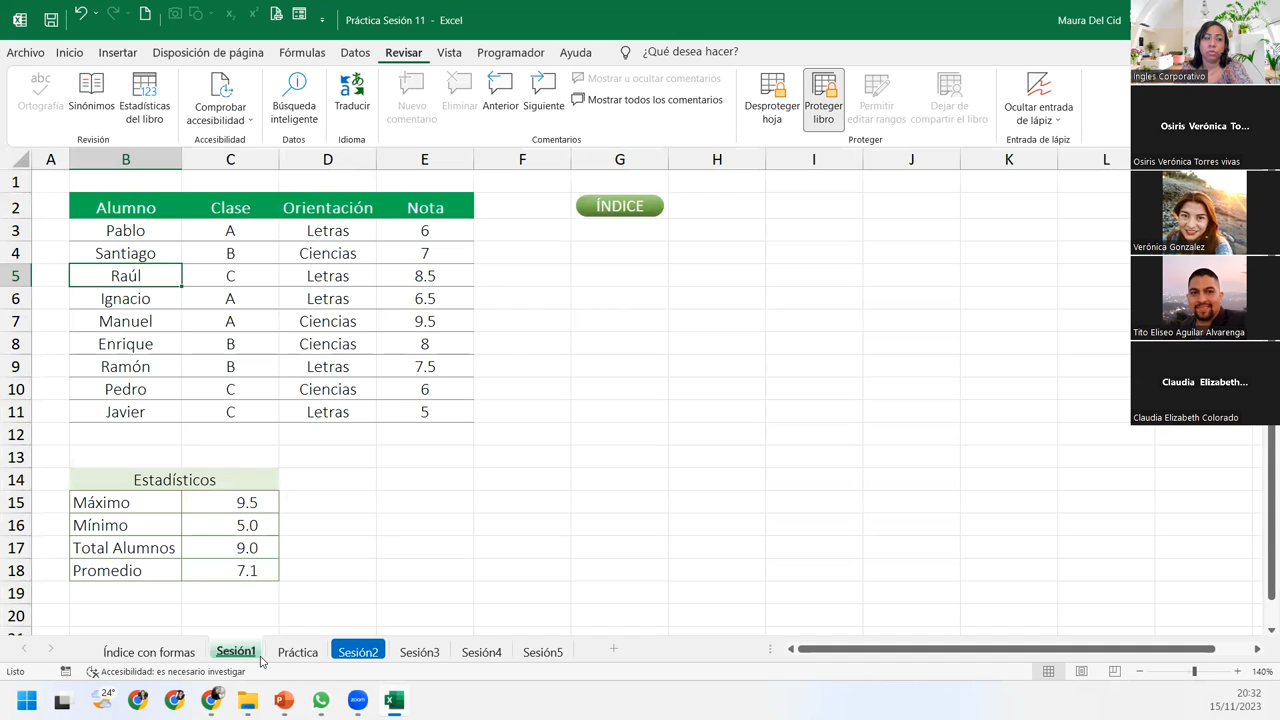 Práctica Sesión 11 - Excel
Maura Del Cid
Archivo Inicio Insertar Disposición de página Fórmulas Datos Revisar Vista Programador Ayuda ¿Qué desea hacer?
abc
Ortografía
Sinónimos
Estadísticas
del libro
Revisión
Comprobar
accesibilidad
Accesibilidad
Búsqueda
inteligente
Datos
Traducir
Idioma
Nuevo
comentario
Eliminar
Anterior
Siguiente
Mostrar u ocultar comentarios
Mostrar todos los comentarios
Comentarios
Desproteger
hoja
Proteger
libro
Permitir
editar rangos
Dejar de
compartir el libro
Proteger
Ocultar entrada
de lápiz
Entrada de lápiz
A B C D E F G H I J K L
1
2 Alumno Clase Orientación Nota ÍNDICE
3 Pablo A Letras 6
4 Santiago B Ciencias 7
5 Raúl C Letras 8.5
6 Ignacio A Letras 6.5
7 Manuel A Ciencias 9.5
8 Enrique B Ciencias 8
9 Ramón B Letras 7.5
10 Pedro C Ciencias 6
11 Javier C Letras 5
12
13
14 Estadísticos
15 Máximo 9.5
16 Mínimo 5.0
17 Total Alumnos 9.0
18 Promedio 7.1
19
20
Índice con formas Sesión1 Práctica Sesión2 Sesión3 Sesión4 Sesión5
Listo Accesibilidad: es necesario investigar 140%
24°
zoom
20:32
15/11/2023
Ingles Corporativo
Osiris Verónica To...
Osiris Verónica Torres vivas
Verónica Gonzalez
Tito Eliseo Aguilar Alvarenga
Claudia Elizabeth...
Claudia Elizabeth Colorado